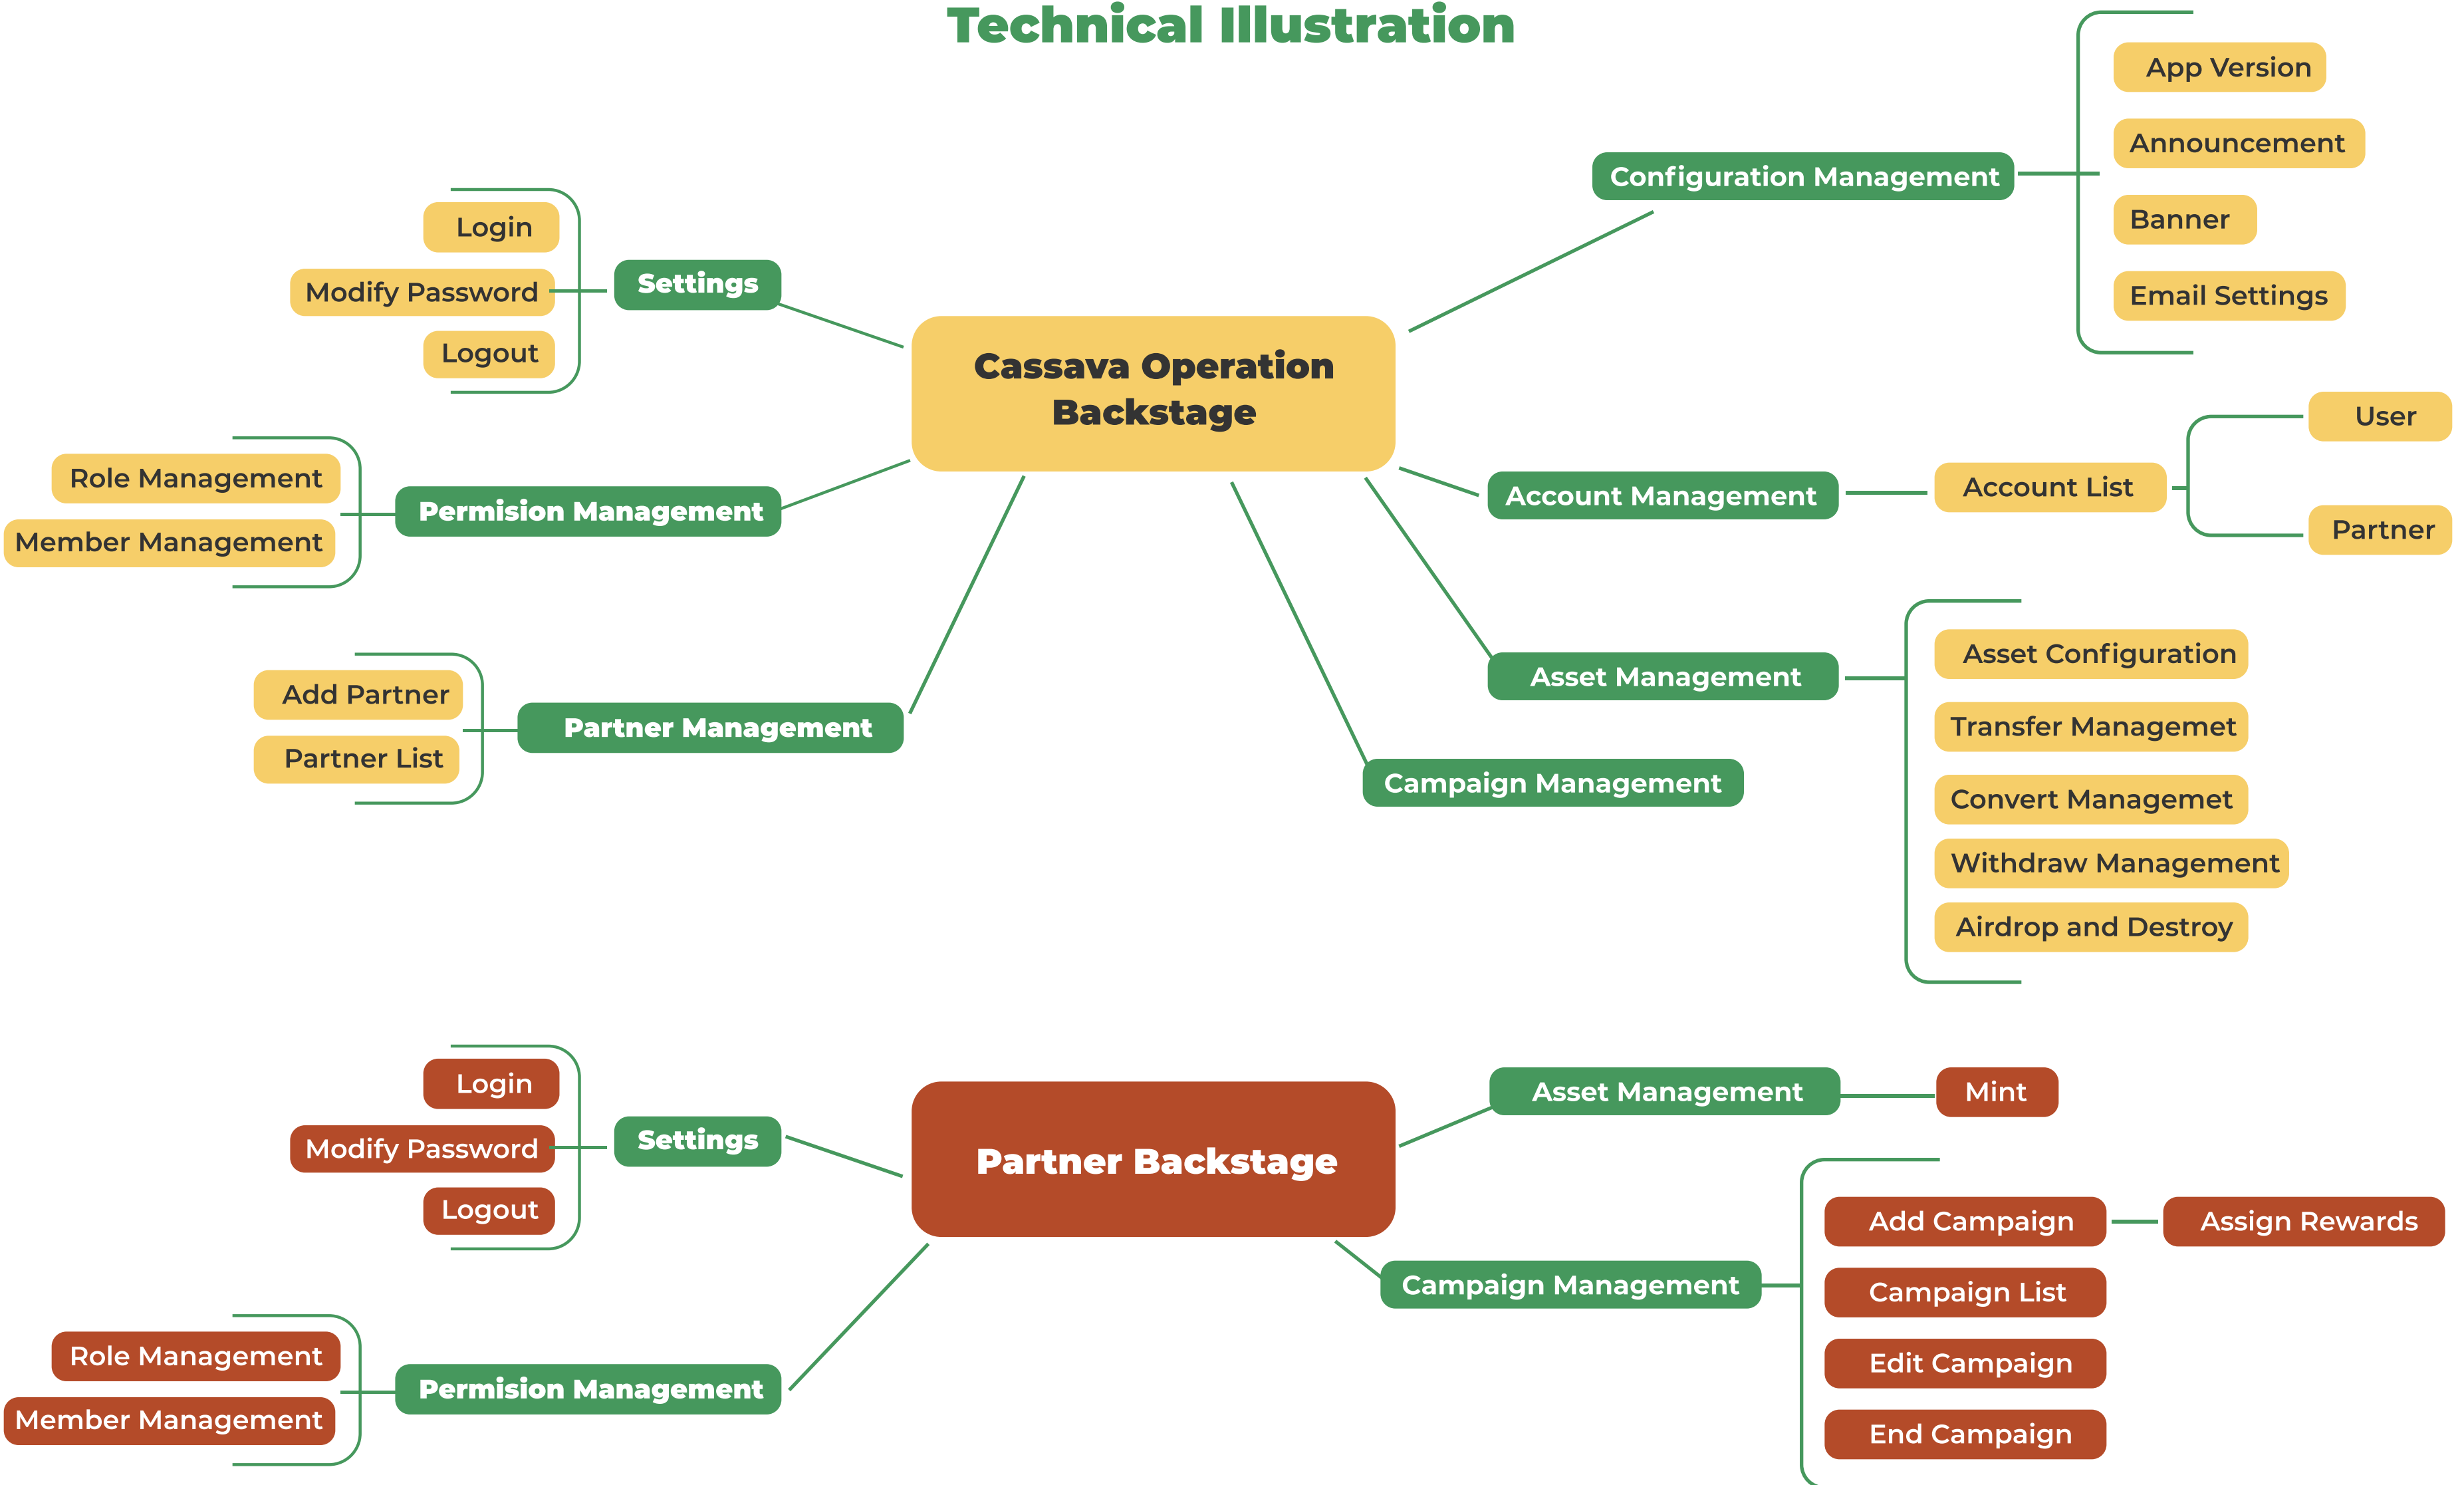 Technical Illustration
App Version
Announcement
Configuration Management
Banner
Email Settings
Login
Modify Password
Logout
Settings
Cassava Operation
Backstage
User
Account Management
Account List
Partner
Role Management
Member Management
Permision Management
Add Partner
Partner List
Partner Management
Asset Management
Asset Configuration
Transfer Managemet
Convert Managemet
Withdraw Management
Airdrop and Destroy
Campaign Management
Login
Modify Password
Logout
Settings
Partner Backstage
Asset Management
Mint
Campaign Management
Add Campaign
Assign Rewards
Campaign List
Edit Campaign
End Campaign
Role Management
Member Management
Permision Management